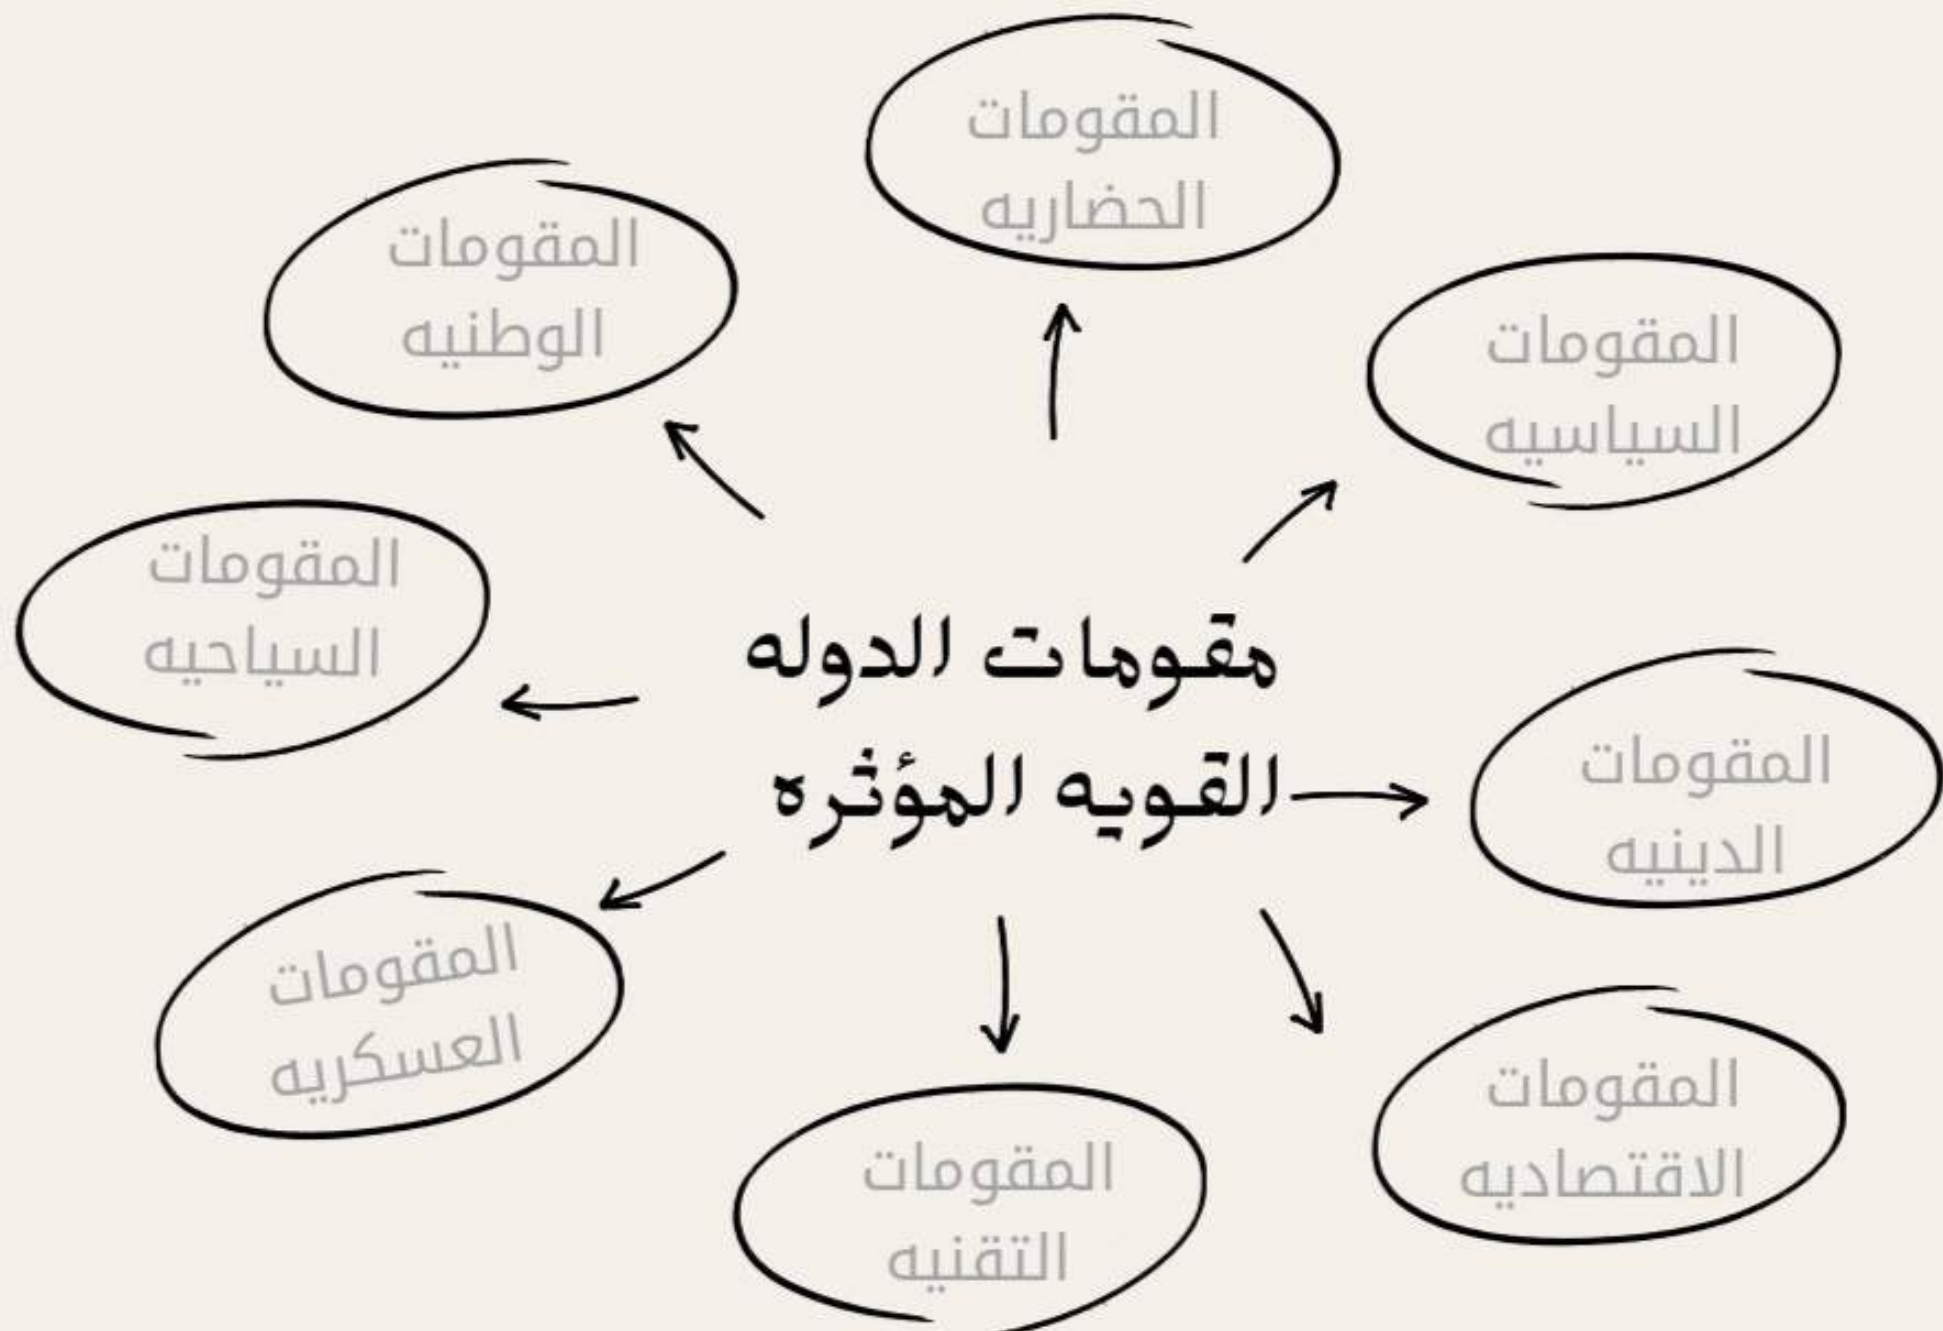 المقومات
الحضاريه
المقومات
الوطنيه
المقومات
السياسيه
المقومات
السياحيه
مقومات الدوله
القويه المؤثره
المقومات
الدينيه
المقومات
العسكريه
المقومات
الاقتصاديه
المقومات
التقنيه